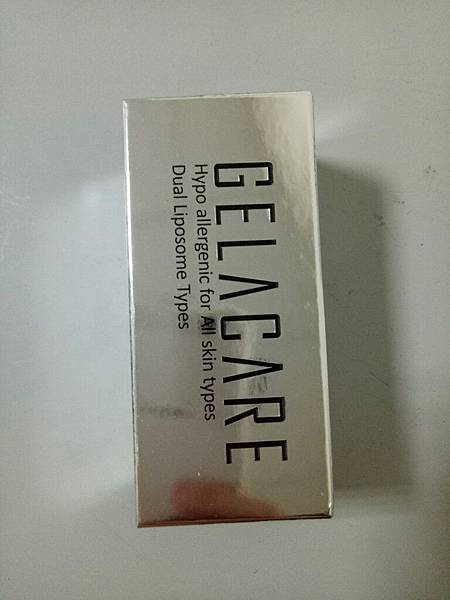 GELACARE
Hypo allergenic for All skin types
Dual Liposome Types